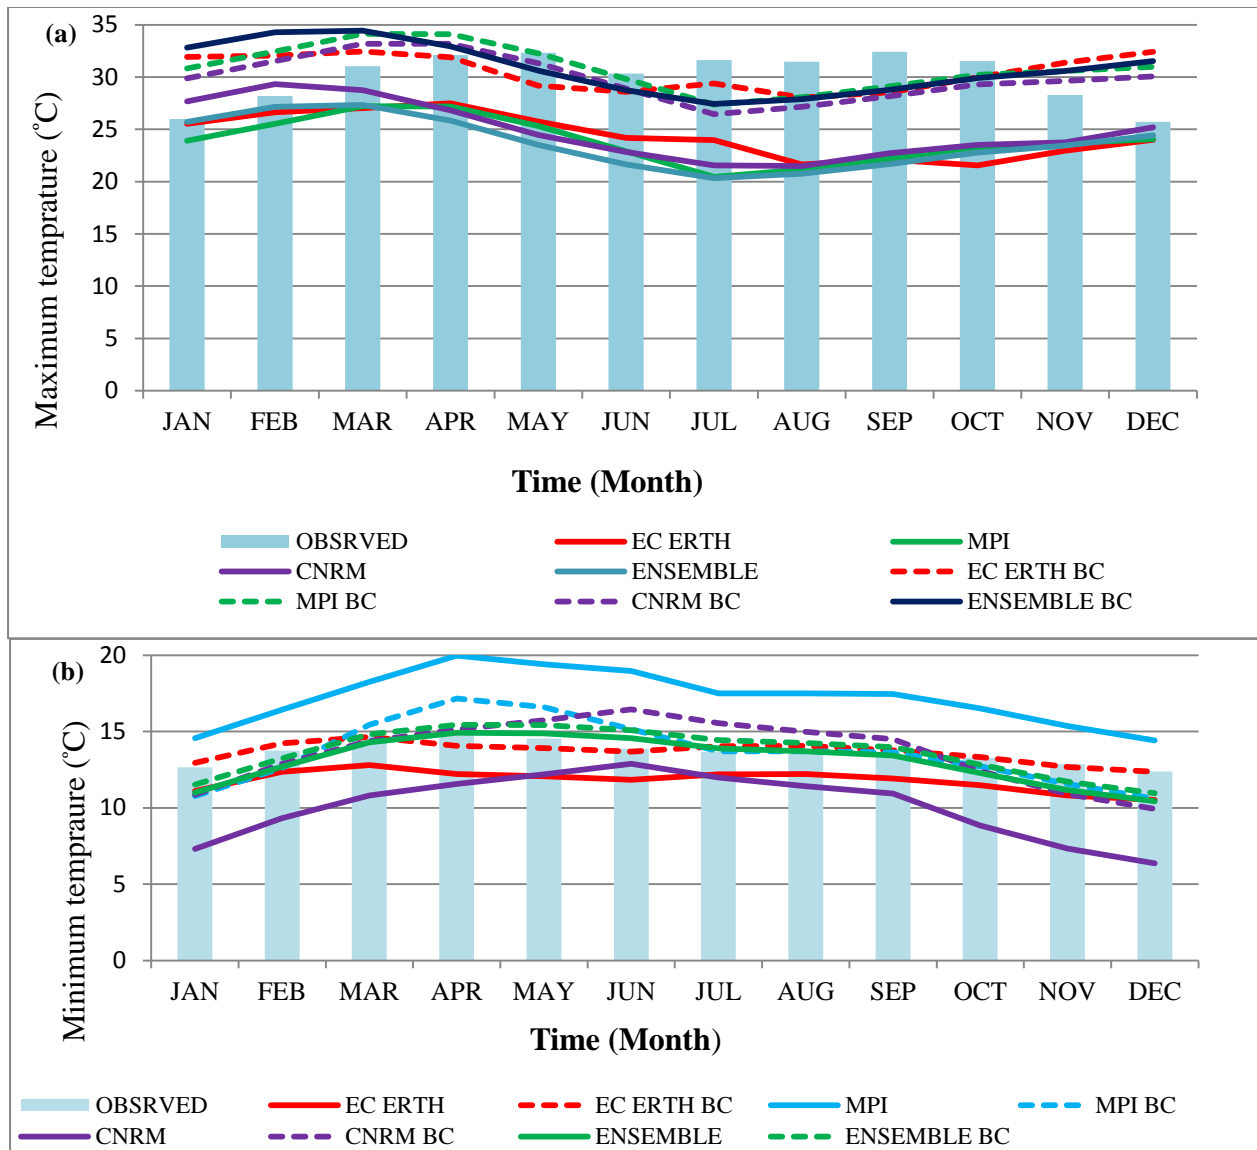 (a)
35
30
25
20
15
10
5
0
Maximum temprature (°C)
JAN FEB MAR APR MAY JUN JUL AUG SEP OCT NOV DEC
Time (Month)
OBSRVED EC ERTH MPI
CNRM ENSEMBLE EC ERTH BC
MPI BC CNRM BC ENSEMBLE BC
(b)
20
15
10
5
0
Minimum tempraure (°C)
JAN FEB MAR APR MAY JUN JUL AUG SEP OCT NOV DEC
Time (Month)
OBSRVED EC ERTH EC ERTH BC MPI MPI BC
CNRM CNRM BC ENSEMBLE ENSEMBLE BC